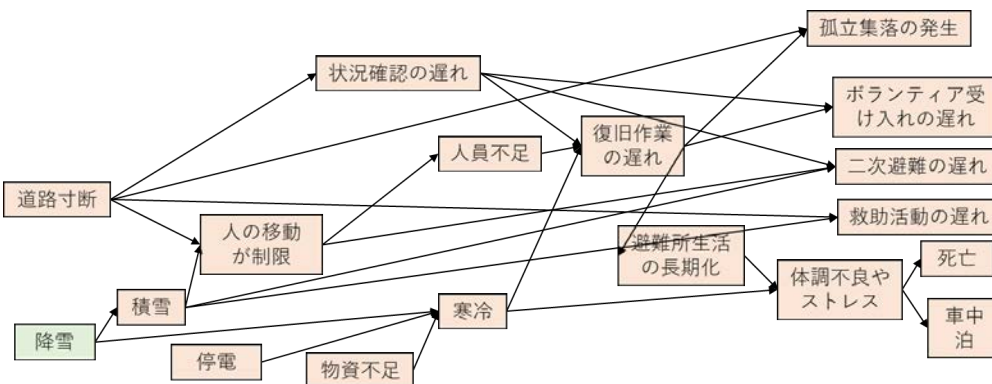 孤立集落の発生
状況確認の遅れ
ボランティア受
け入れの遅れ
人員不足
復旧作業
の遅れ
二次避難の遅れ
道路寸断
人の移動
が制限
救助活動の遅れ
避難所生活
の長期化
死亡
体調不良や
ストレス
積雪
寒冷
車中
泊
降雪
停電
物資不足